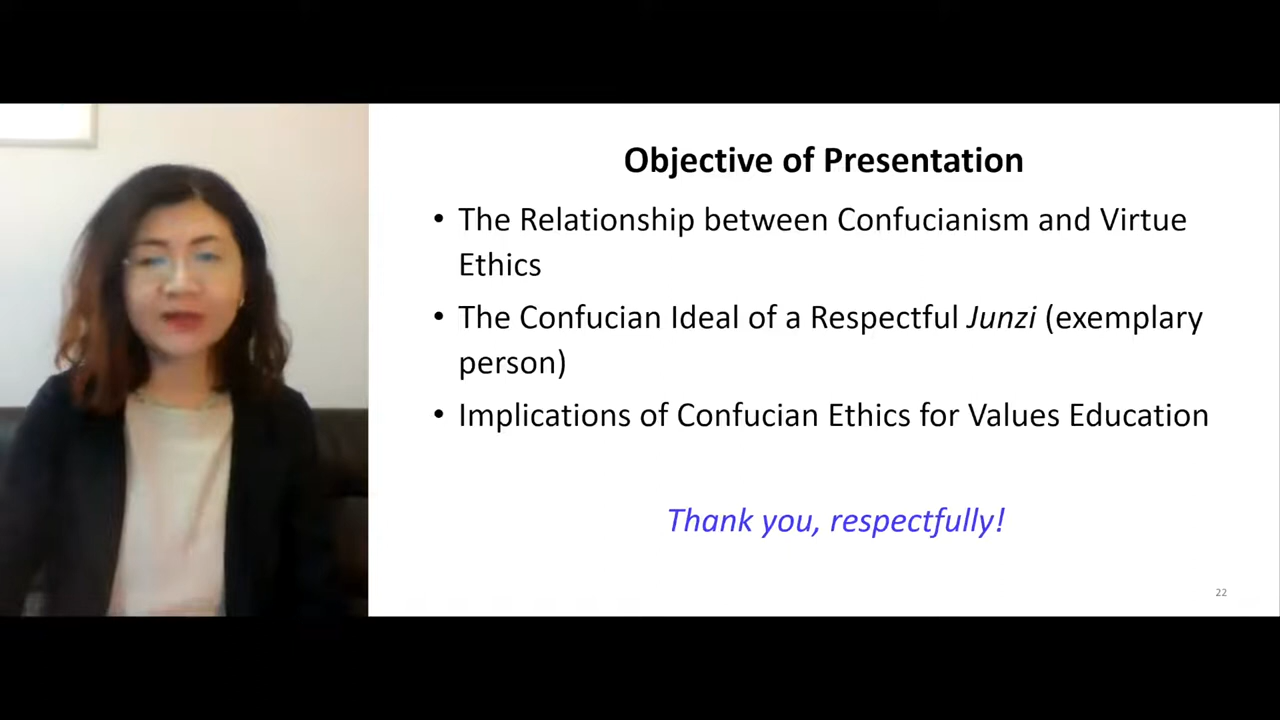 Objective of Presentation
• The Relationship between Confucianism and Virtue
Ethics
• The Confucian Ideal of a Respectful Junzi (exemplary
person)
• Implications of Confucian Ethics for Values Education
Thank you, respectfully!
22